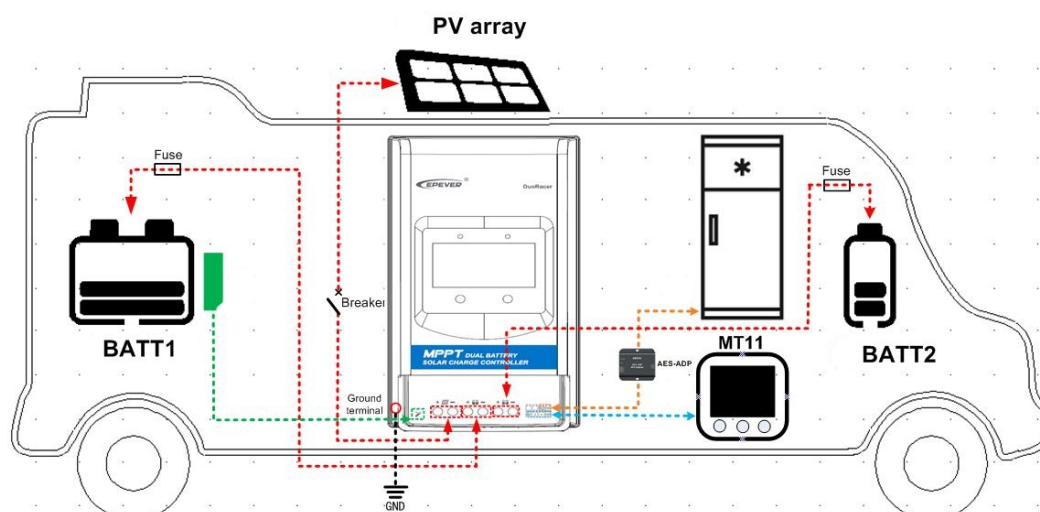 PV array
Fuse
EPEVER®
DuoRacer
Fuse
Breaker
BATT1
MPPT DUAL BATTERY
SOLAR CHARGE CONTROLLER
MT11
BATT2
AES-ADP
Ground
terminal
GND